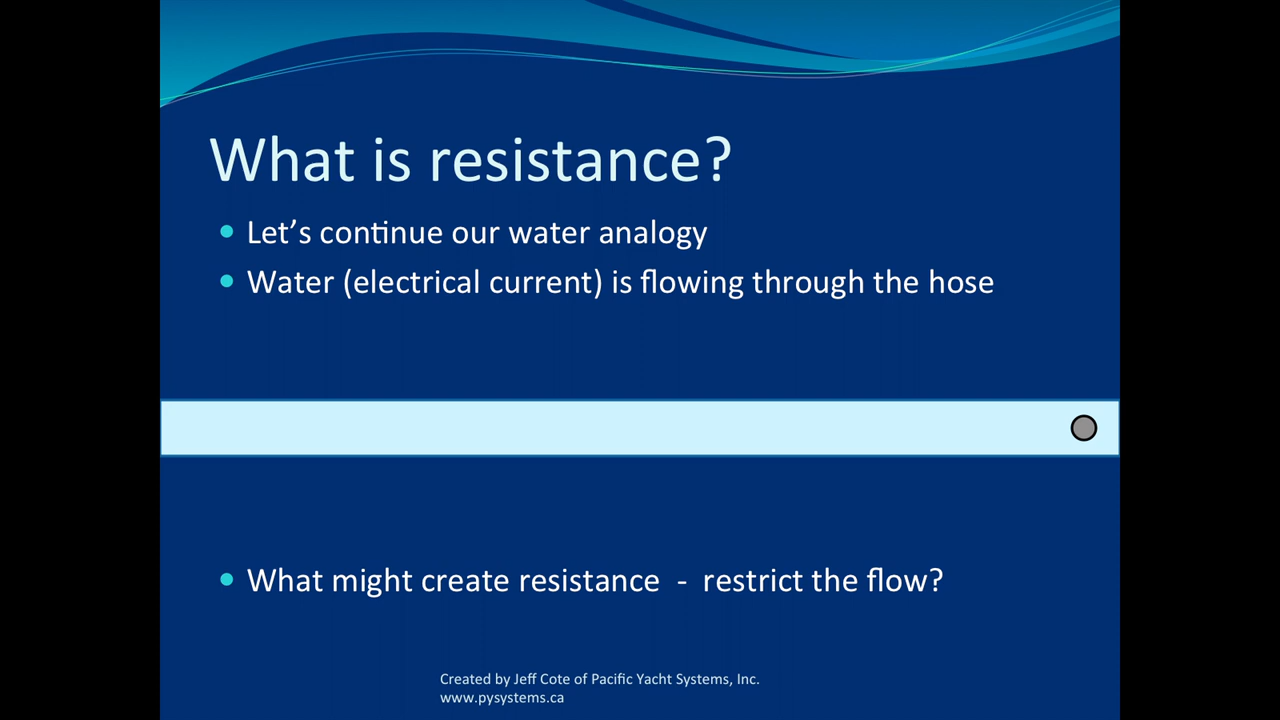 What is resistance?
• Let’s continue our water analogy
• Water (electrical current) is flowing through the hose
• What might create resistance - restrict the flow?
Created by Jeff Cote of Pacific Yacht Systems, Inc.
www.pysystems.ca